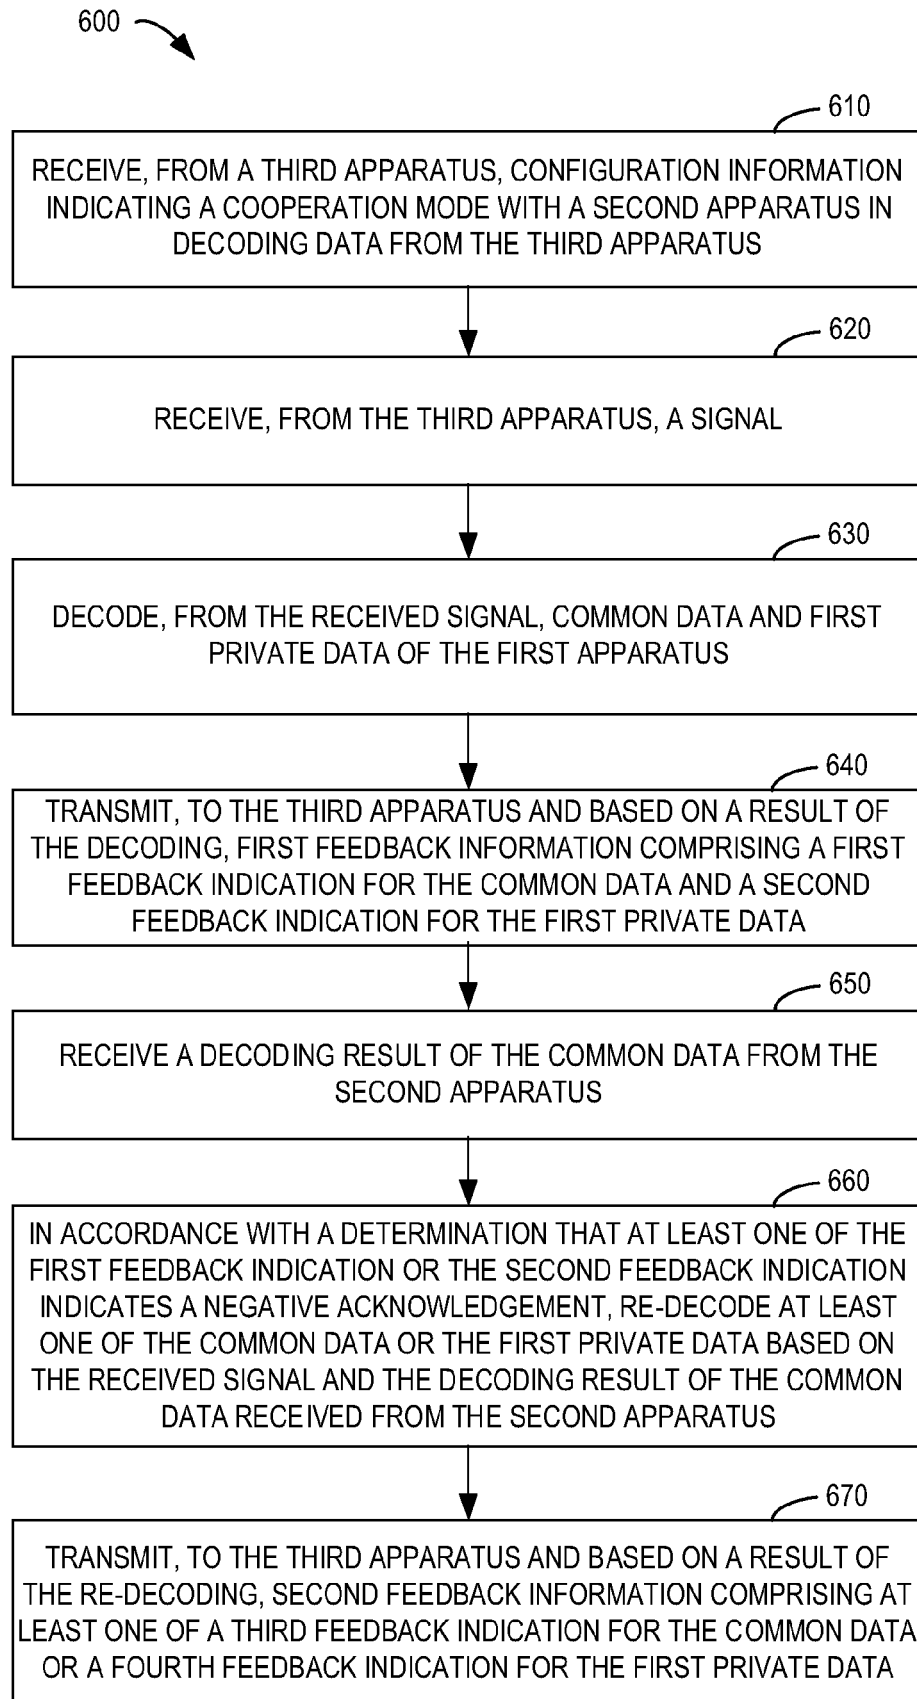 600
610
RECEIVE, FROM A THIRD APPARATUS, CONFIGURATION INFORMATION
INDICATING A COOPERATION MODE WITH A SECOND APPARATUS IN
DECODING DATA FROM THE THIRD APPARATUS
620
RECEIVE, FROM THE THIRD APPARATUS, A SIGNAL
630
DECODE, FROM THE RECEIVED SIGNAL, COMMON DATA AND FIRST
PRIVATE DATA OF THE FIRST APPARATUS
640
TRANSMIT, TO THE THIRD APPARATUS AND BASED ON A RESULT OF
THE DECODING, FIRST FEEDBACK INFORMATION COMPRISING A FIRST
FEEDBACK INDICATION FOR THE COMMON DATA AND A SECOND
FEEDBACK INDICATION FOR THE FIRST PRIVATE DATA
650
RECEIVE A DECODING RESULT OF THE COMMON DATA FROM THE
SECOND APPARATUS
660
IN ACCORDANCE WITH A DETERMINATION THAT AT LEAST ONE OF THE
FIRST FEEDBACK INDICATION OR THE SECOND FEEDBACK INDICATION
INDICATES A NEGATIVE ACKNOWLEDGEMENT, RE-DECODE AT LEAST
ONE OF THE COMMON DATA OR THE FIRST PRIVATE DATA BASED ON
THE RECEIVED SIGNAL AND THE DECODING RESULT OF THE COMMON
DATA RECEIVED FROM THE SECOND APPARATUS
670
TRANSMIT, TO THE THIRD APPARATUS AND BASED ON A RESULT OF
THE RE-DECODING, SECOND FEEDBACK INFORMATION COMPRISING AT
LEAST ONE OF A THIRD FEEDBACK INDICATION FOR THE COMMON DATA
OR A FOURTH FEEDBACK INDICATION FOR THE FIRST PRIVATE DATA